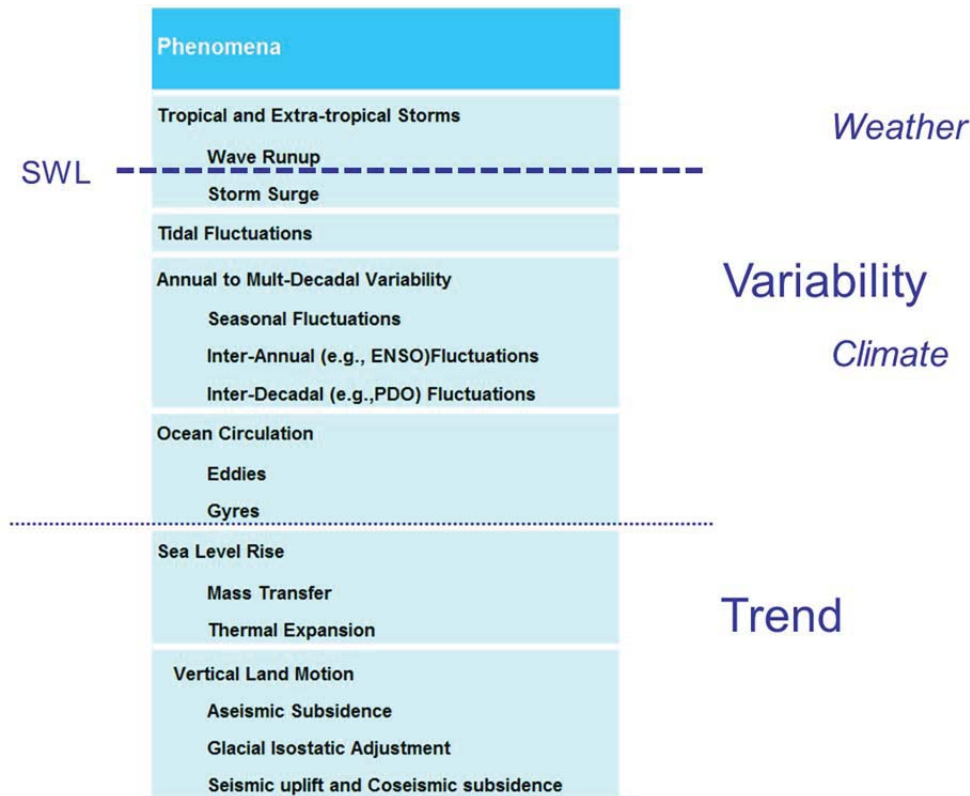 Phenomena
Tropical and Extra-tropical Storms
Weather
Wave Runup
SWL
Storm Surge
Tidal Fluctuations
Annual to Mult-Decadal Variability
Variability
Seasonal Fluctuations
Inter-Annual (e.g., ENSO)Fluctuations
Climate
Inter-Decadal (e.g.,PDO) Fluctuations
Ocean Circulation
Eddies
Gyres
Sea Level Rise
Mass Transfer
Trend
Thermal Expansion
Vertical Land Motion
Aseismic Subsidence
Glacial Isostatic Adjustment
Seismic uplift and Coseismic subsidence